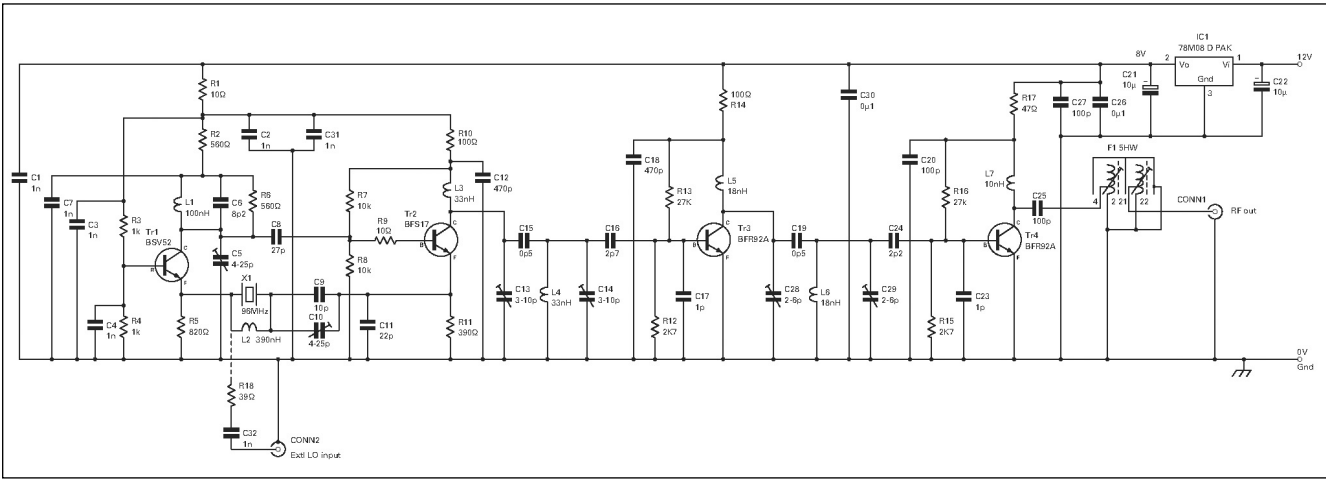 IC1
78M08 D PAK
8V
2
Vo
Vi
1
12V
Gnd
3
C21
10µ
C22
10µ
R1
10Ω
R2
560Ω
C2
1n
C31
1n
R10
100Ω
100Ω
R14
C30
0µ1
R17
47Ω
C27
100p
C26
0µ1
C1
1n
C7
1n
C3
1n
R3
1k
L1
100nH
C6
8p2
R6
560Ω
C8
27p
R7
10k
R9
10Ω
Tr2
BFS17
L3
33nH
C12
470p
C18
470p
R13
27K
L5
18nH
C20
100p
R16
27k
L7
10nH
C25
100p
F1 5HW
4
2
21
22
CONN1
RF out
Tr1
BSV52
C
B
E
C5
4-25p
X1
96MHz
C9
10p
C10
4-25p
L2
390nH
R8
10k
C
B
E
C15
0p5
C16
2p7
C
B
E
Tr3
BFR92A
C19
0p5
C24
2p2
C
B
E
Tr4
BFR92A
C4
1n
R4
1k
R5
820Ω
C11
22p
R11
390Ω
C13
3-10p
L4
33nH
C14
3-10p
C17
1p
R12
2K7
C28
2-6p
L6
18nH
C29
2-6p
C23
1p
R15
2K7
0V
Gnd
R18
39Ω
C32
1n
CONN2
Extl LO input